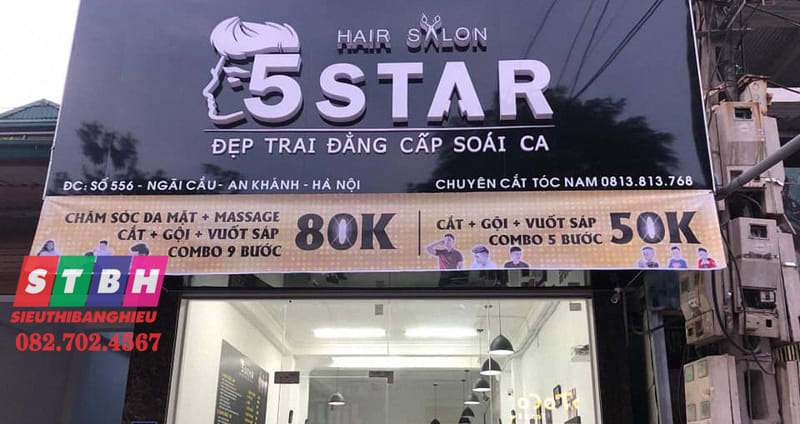 HAIR SALON
5STAR
ĐẸP TRAI ĐẲNG CẤP SOÁI CA
ĐC: SỐ 556 - NGÃI CẦU- AN KHÁNH - HÀ NỘI
CHUYÊN CẮT TÓC NAM 0813.813.768
CHĂM SÓC DA MẶT + MASSAGE
CẮT + GỘI + VUỐT SÁP
COMBO 9 BƯỚC
80K
CẮT + GỘI + VUỐT SÁP
COMBO 5 BƯỚC
50K
STBH
SIEUTHIBANGHIEU
082.702.4567
5STAR